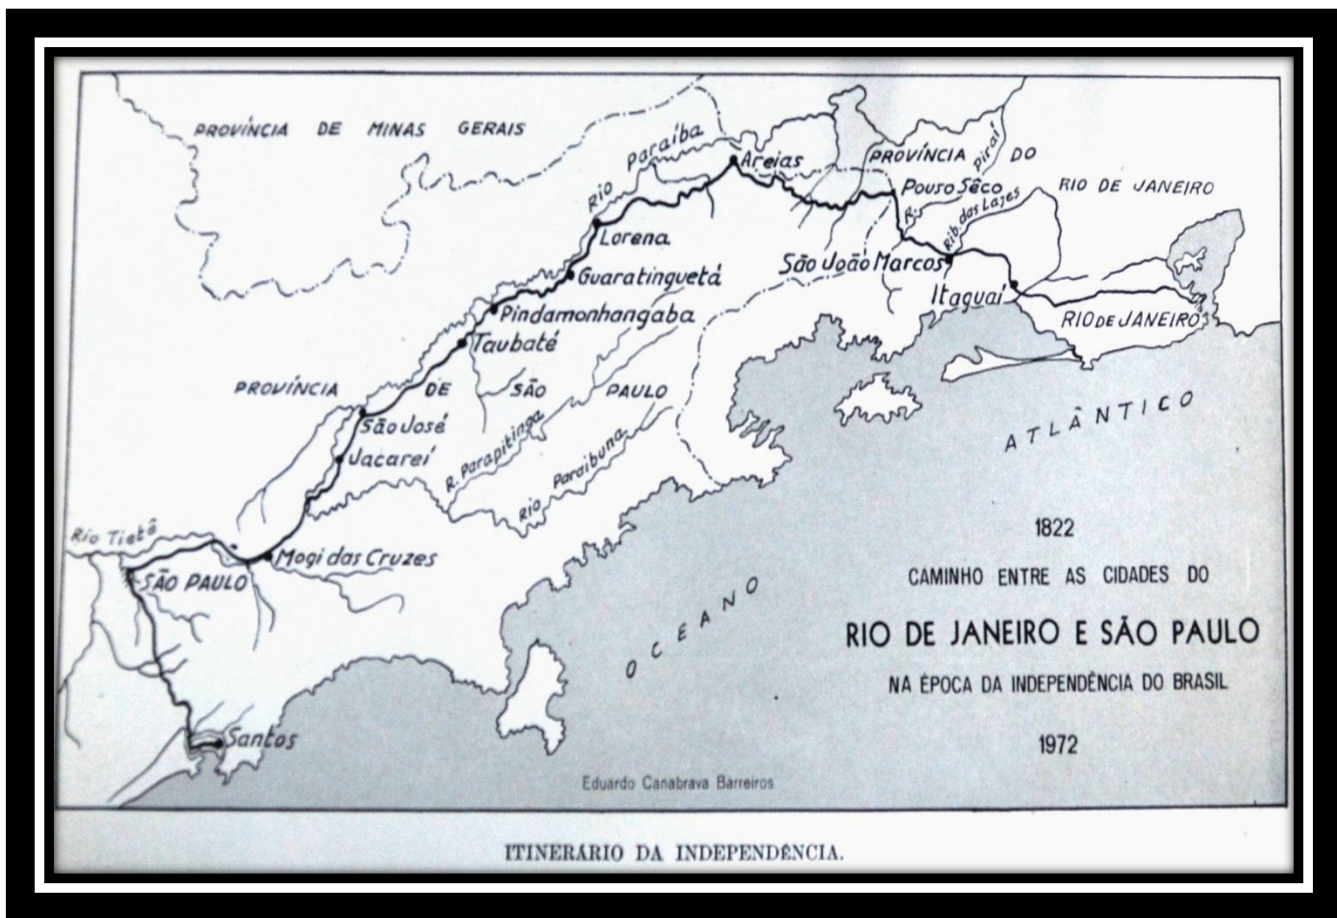 PROVÍNCIA DE MINAS GERAIS
Rio Paraíba
Areias
PROVÍNCIA DO
RIO DE JANEIRO
R. Piraí
Pouso Sêco
Rib. das Lajes
Lorena
São João Marcos
Guaratinguetá
Itaguaí
Pindamonhangaba
RIO DE JANEIRO
Taubaté
PROVÍNCIA DE SÃO PAULO
São José
R. Parapitinga
Jacareí
Rio Paraibuna
OCEANO ATLÂNTICO
Rio Tietê
Mogi das Cruzes
SÃO PAULO
Santos
1822
CAMINHO ENTRE AS CIDADES DO
RIO DE JANEIRO E SÃO PAULO
NA ÉPOCA DA INDEPENDÊNCIA DO BRASIL
1972
Eduardo Canabrava Barreiros
ITINERÁRIO DA INDEPENDÊNCIA.